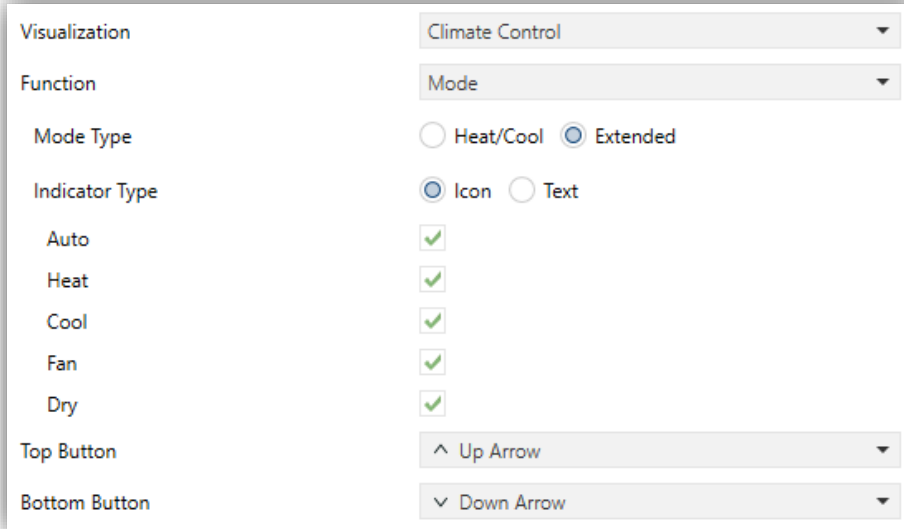 Visualization Climate Control
Function Mode
Mode Type Heat/Cool Extended
Indicator Type Icon Text
Auto
Heat
Cool
Fan
Dry
Top Button Up Arrow
Bottom Button Down Arrow